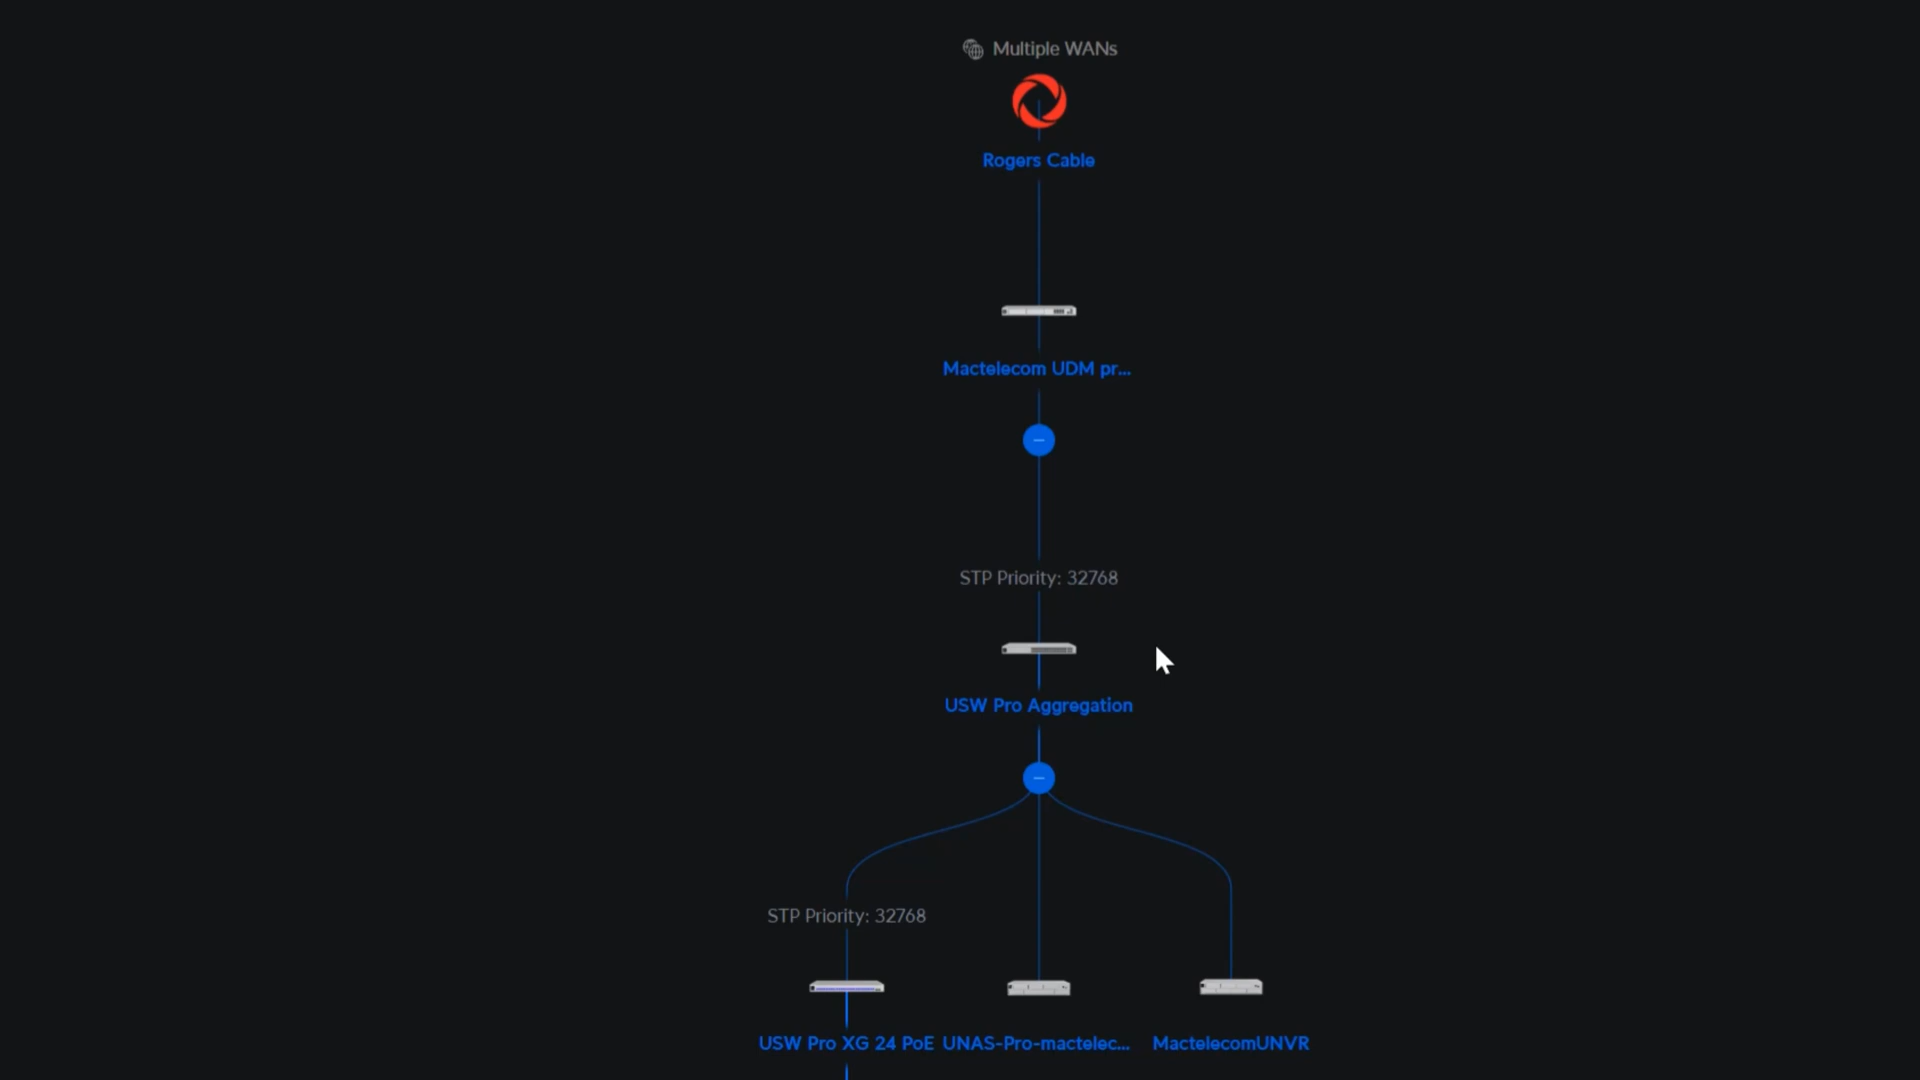 Multiple WANs
Rogers Cable
Mactelecom UDM pr...
STP Priority: 32768
USW Pro Aggregation
STP Priority: 32768
USW Pro XG 24 PoE
UNAS-Pro-mactelec...
MactelecomUNVR